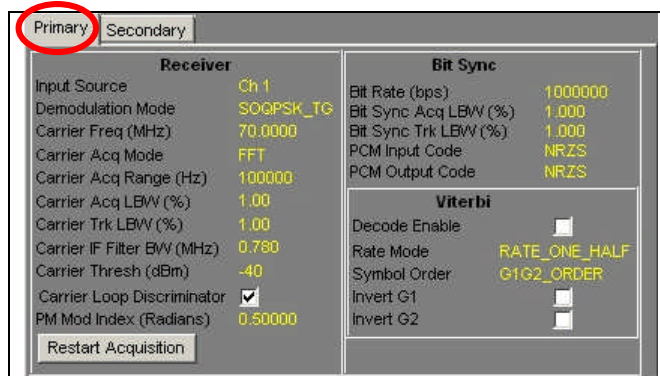 Primary Secondary
Receiver
Input Source Ch 1
Demodulation Mode SOQPSK_TG
Carrier Freq (MHz) 70.0000
Carrier Acq Mode FFT
Carrier Acq Range (Hz) 100000
Carrier Acq LBW (%) 1.00
Carrier Trk LBW (%) 1.00
Carrier IF Filter BW (MHz) 0.780
Carrier Thresh (dBm) -40
Carrier Loop Discriminator
PM Mod Index (Radians) 0.50000
Restart Acquisition
Bit Sync
Bit Rate (bps) 1000000
Bit Sync Acq LBW (%) 1.000
Bit Sync Trk LBW (%) 1.000
PCM Input Code NRZS
PCM Output Code NRZS
Viterbi
Decode Enable
Rate Mode RATE_ONE_HALF
Symbol Order G1G2_ORDER
Invert G1
Invert G2